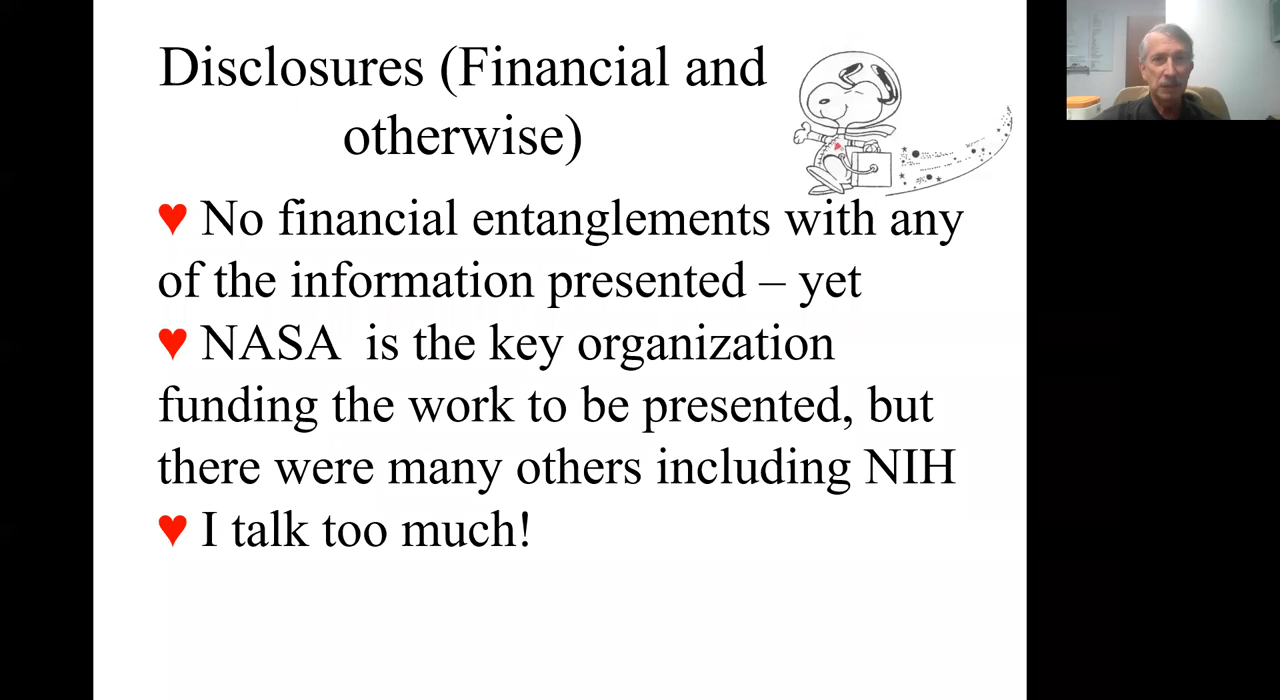 Disclosures (Financial and
otherwise)
♥ No financial entanglements with any
of the information presented – yet
♥ NASA  is the key organization
funding the work to be presented, but
there were many others including NIH
♥ I talk too much!